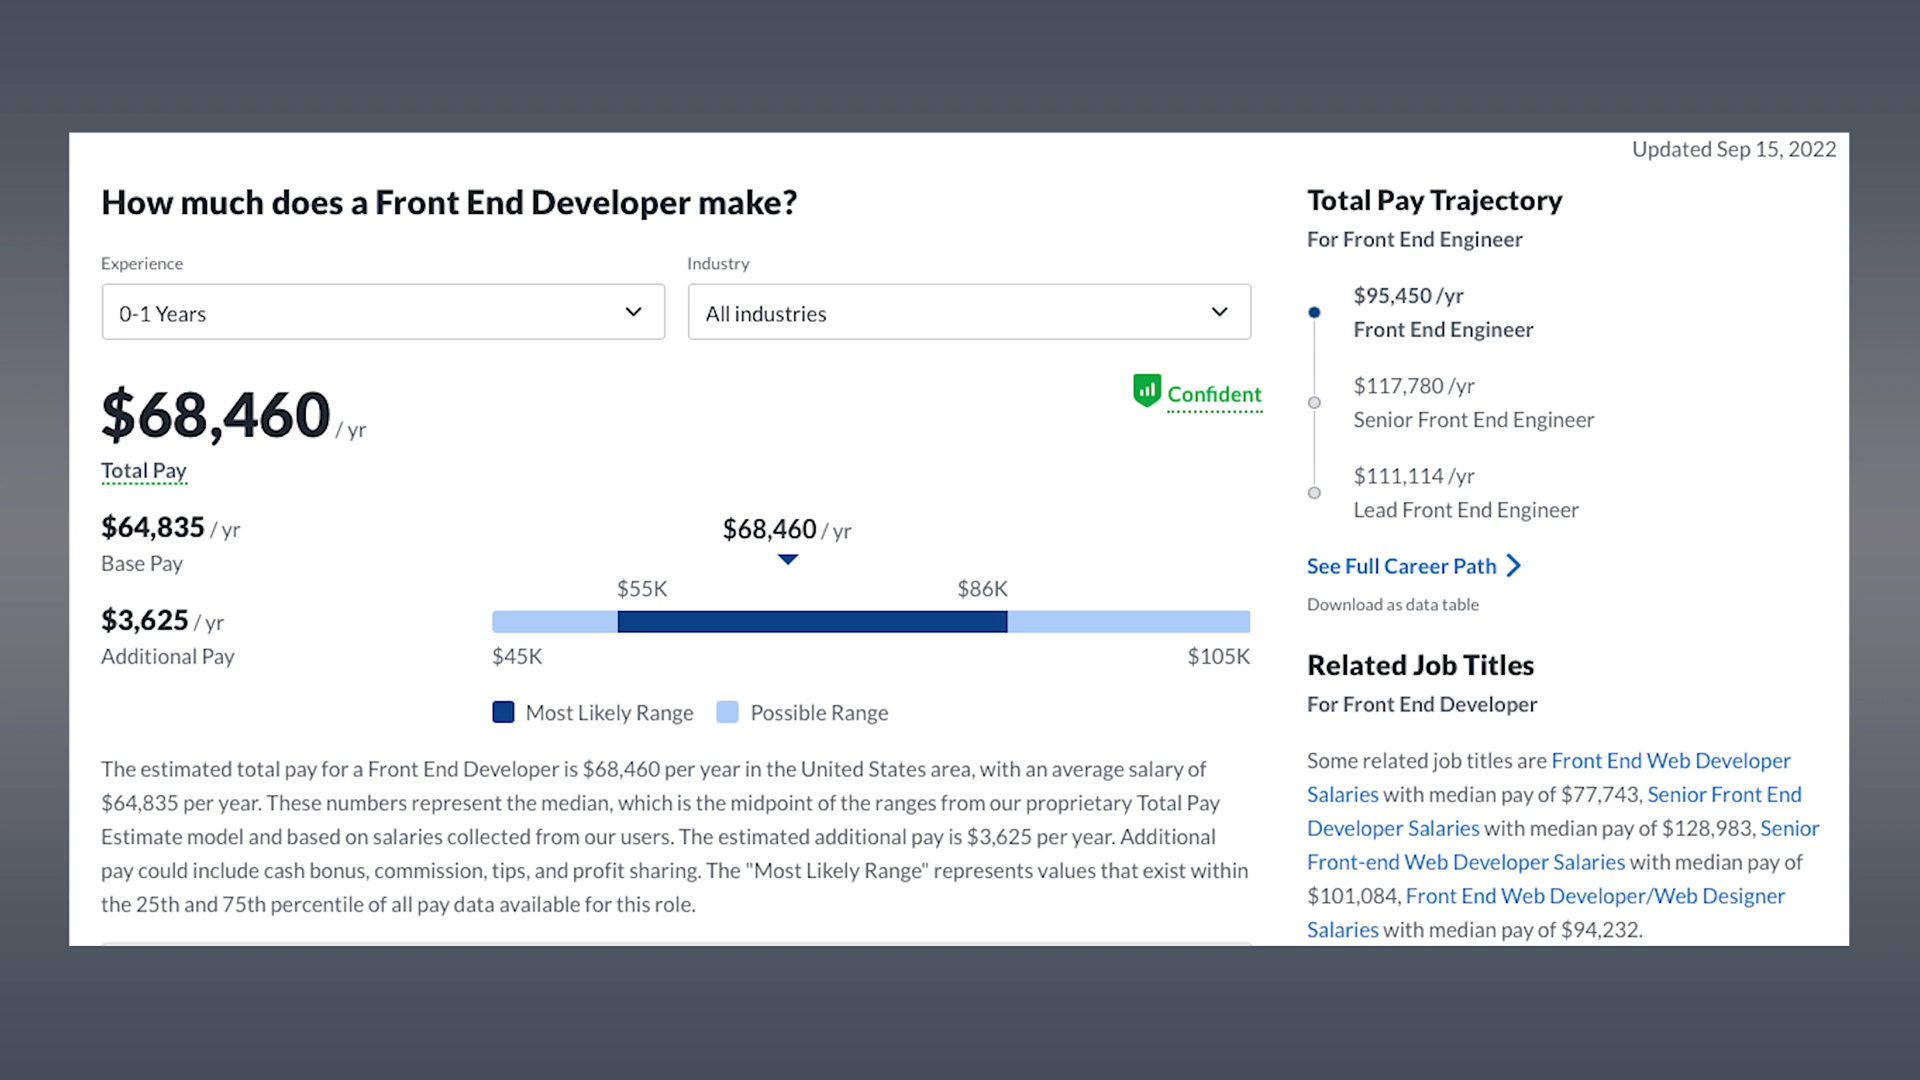 Updated Sep 15, 2022
How much does a Front End Developer make?
Experience
Industry
0-1 Years
All industries
$68,460 / yr
Confident
Total Pay
$64,835 / yr
Base Pay
$3,625 / yr
Additional Pay
$68,460 / yr
$55K
$86K
$45K
$105K
Most Likely Range
Possible Range
The estimated total pay for a Front End Developer is $68,460 per year in the United States area, with an average salary of
$64,835 per year. These numbers represent the median, which is the midpoint of the ranges from our proprietary Total Pay
Estimate model and based on salaries collected from our users. The estimated additional pay is $3,625 per year. Additional
pay could include cash bonus, commission, tips, and profit sharing. The "Most Likely Range" represents values that exist within
the 25th and 75th percentile of all pay data available for this role.
Total Pay Trajectory
For Front End Engineer
$95,450 /yr
Front End Engineer
$117,780 /yr
Senior Front End Engineer
$111,114 /yr
Lead Front End Engineer
See Full Career Path
Download as data table
Related Job Titles
For Front End Developer
Some related job titles are Front End Web Developer
Salaries with median pay of $77,743, Senior Front End
Developer Salaries with median pay of $128,983, Senior
Front-end Web Developer Salaries with median pay of
$101,084, Front End Web Developer/Web Designer
Salaries with median pay of $94,232.